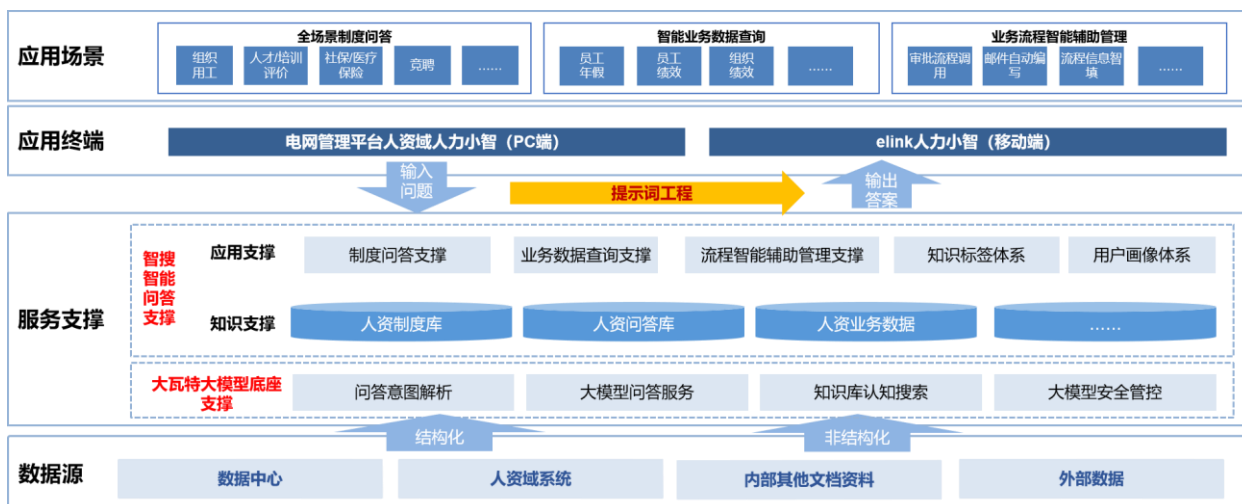 应用场景
全场景制度问答
组织
用工
人才/培训
评价
社保/医疗
保险
竞聘
……
智能业务数据查询
员工
年假
员工
绩效
组织
绩效
……
业务流程智能辅助管理
审批流程调
用
邮件自动编
写
流程信息智
填
……
应用终端
电网管理平台人资域人力小智（PC端）
elink人力小智（移动端）
输入
问题
提示词工程
输出
答案
服务支撑
智搜
智能
问答
支撑
应用支撑
制度问答支撑
业务数据查询支撑
流程智能辅助管理支撑
知识标签体系
用户画像体系
知识支撑
人资制度库
人资问答库
人资业务数据
……
大瓦特大模型底座
支撑
问答意图解析
大模型问答服务
知识库认知搜索
大模型安全管控
结构化
非结构化
数据源
数据中心
人资域系统
内部其他文档资料
外部数据